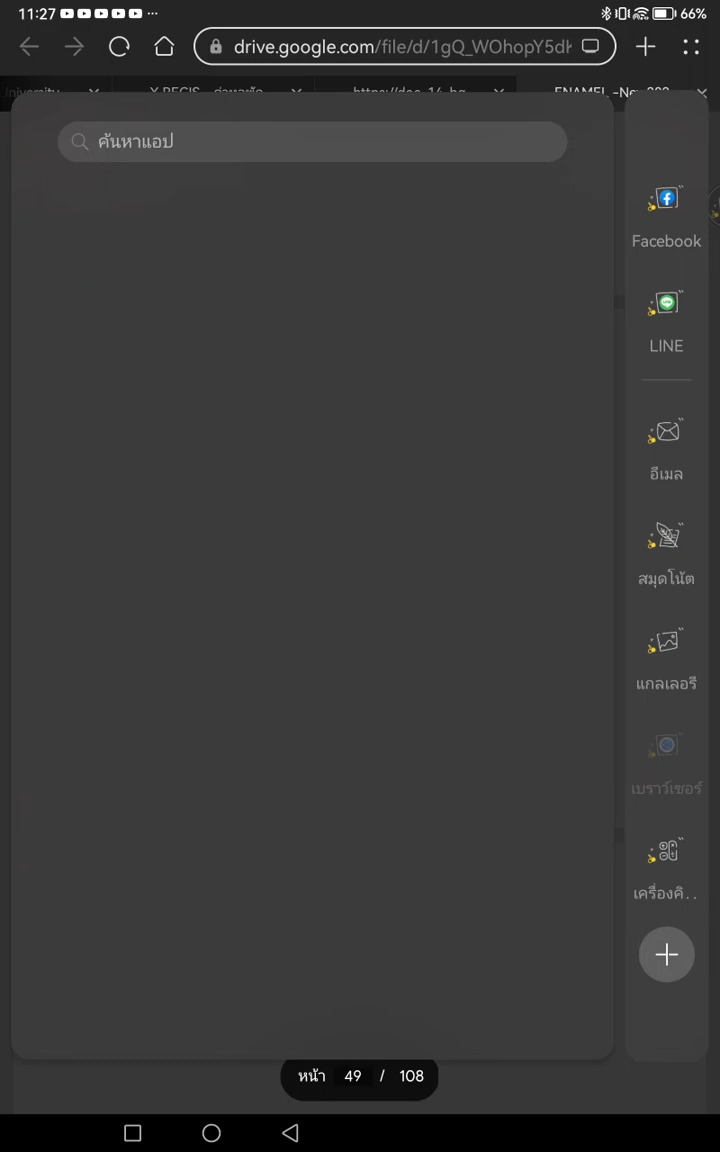 11:27 ... 66%
drive.google.com/file/d/1gQ_WOhopY5dk
ENAMEL -Nov
ค้นหาแอป
Facebook
LINE
อีเมล
สมุดโน้ต
แกลเลอรี
เบราว์เซอร์
เครื่องคิ..
หน้า 49 / 108